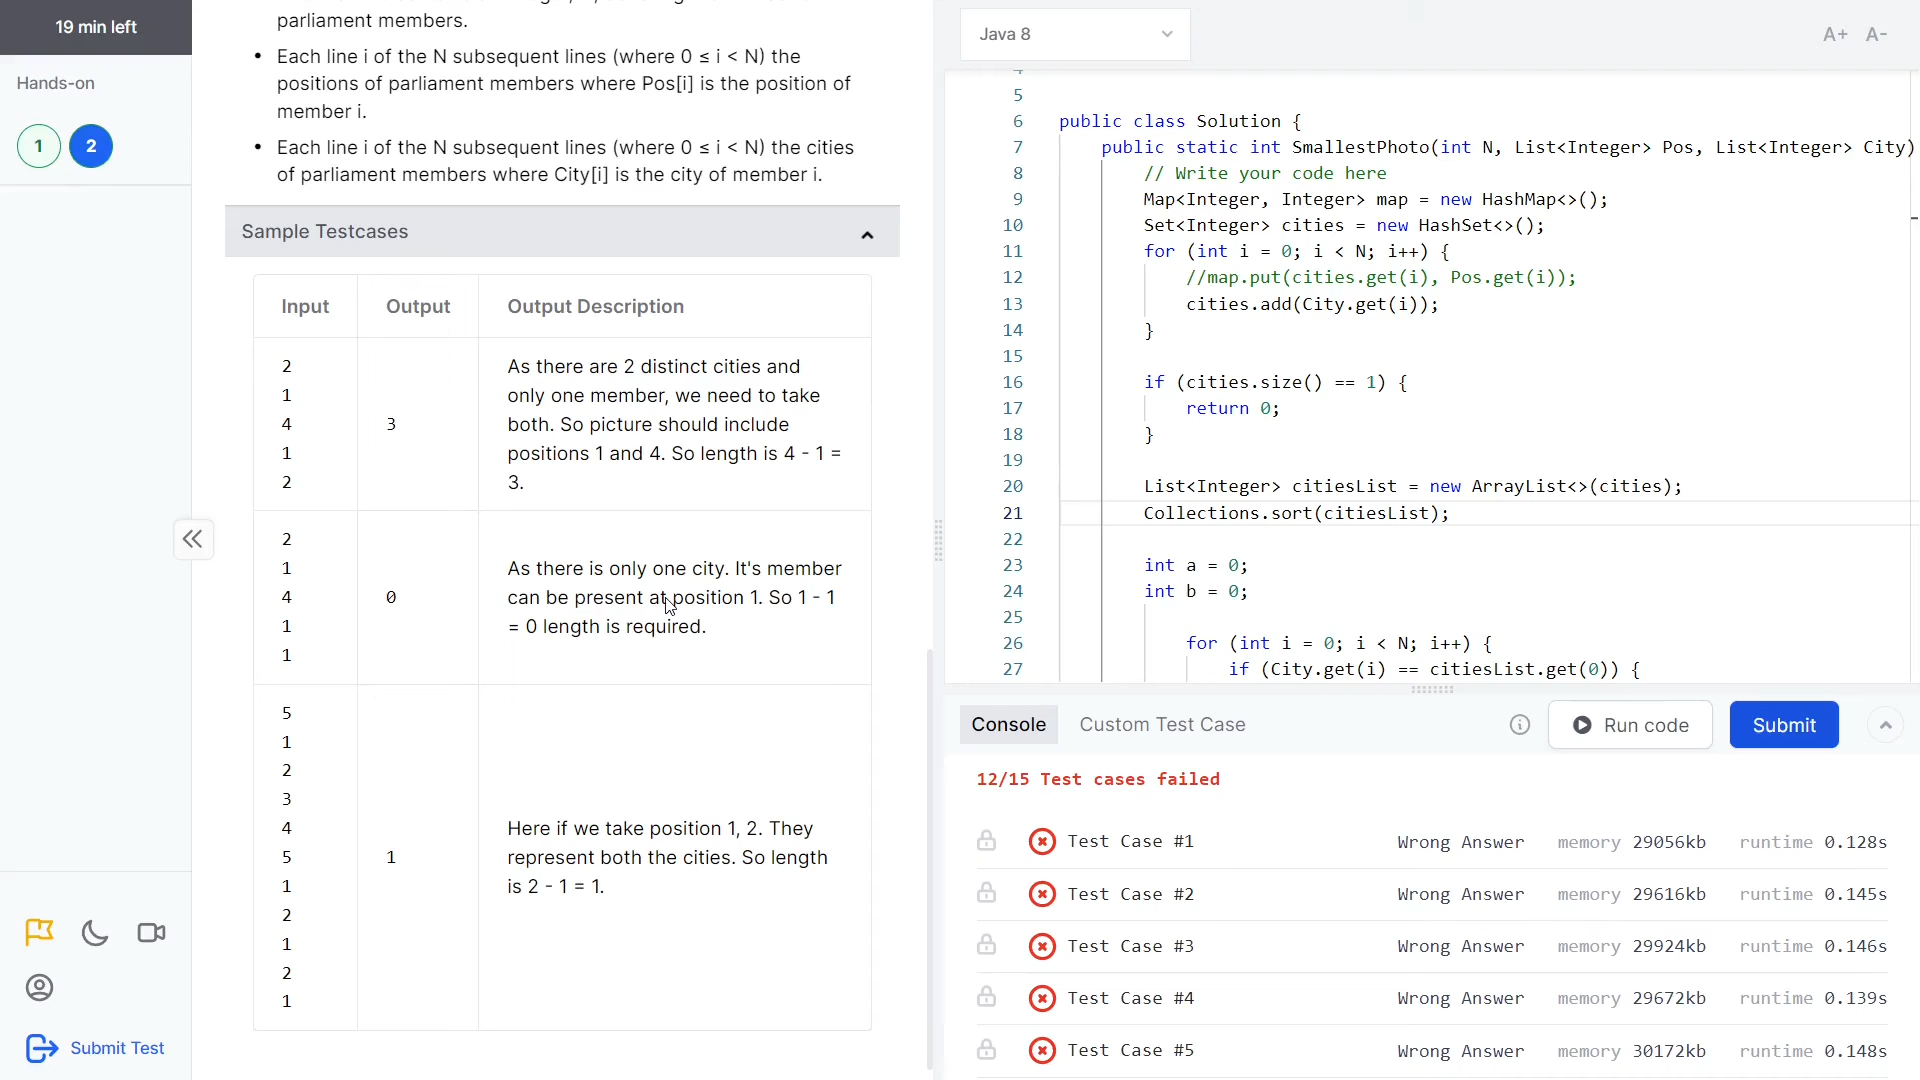 19 min left
Hands-on
1 2
Submit Test
parliament members.
• Each line i of the N subsequent lines (where 0 ≤ i < N) the
positions of parliament members where Pos[i] is the position of
member i.
• Each line i of the N subsequent lines (where 0 ≤ i < N) the cities
of parliament members where City[i] is the city of member i.
Sample Testcases
Input Output Output Description
2
1
4
1
2
3
As there are 2 distinct cities and
only one member, we need to take
both. So picture should include
positions 1 and 4. So length is 4 - 1 =
3.
2
1
4
1
1
0
As there is only one city. It's member
can be present at position 1. So 1 - 1
= 0 length is required.
5
1
2
3
4
5
1
2
1
2
1
1
Here if we take position 1, 2. They
represent both the cities. So length
is 2 - 1 = 1.
Java 8
A+ A-
5
6 public class Solution {
7 public static int SmallestPhoto(int N, List<Integer> Pos, List<Integer> City)
8 // Write your code here
9 Map<Integer, Integer> map = new HashMap<>();
10 Set<Integer> cities = new HashSet<>();
11 for (int i = 0; i < N; i++) {
12 //map.put(cities.get(i), Pos.get(i));
13 cities.add(City.get(i));
14 }
15
16 if (cities.size() == 1) {
17 return 0;
18 }
19
20 List<Integer> citiesList = new ArrayList<>(cities);
21 Collections.sort(citiesList);
22
23 int a = 0;
24 int b = 0;
25
26 for (int i = 0; i < N; i++) {
27 if (City.get(i) == citiesList.get(0)) {
Console Custom Test Case Run code Submit
12/15 Test cases failed
Test Case #1 Wrong Answer memory 29056kb runtime 0.128s
Test Case #2 Wrong Answer memory 29616kb runtime 0.145s
Test Case #3 Wrong Answer memory 29924kb runtime 0.146s
Test Case #4 Wrong Answer memory 29672kb runtime 0.139s
Test Case #5 Wrong Answer memory 30172kb runtime 0.148s